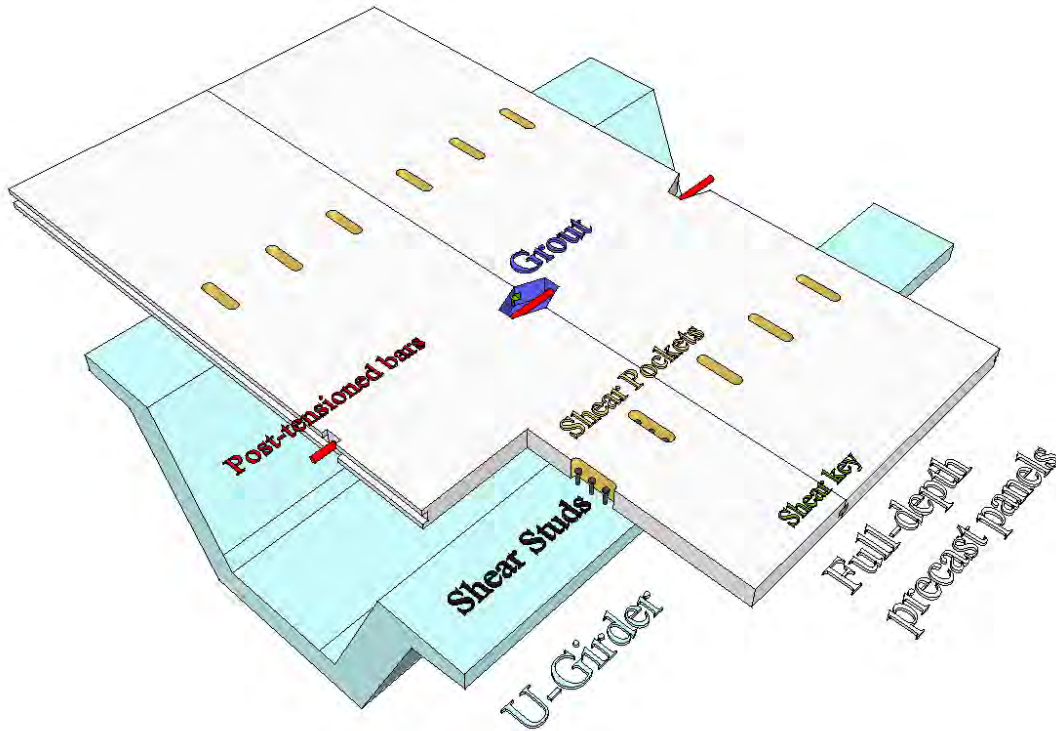 Grout
Post-tensioned bars
Shear Pockets
Shear key
Shear Studs
Full-depth
precast panels
U-Girder